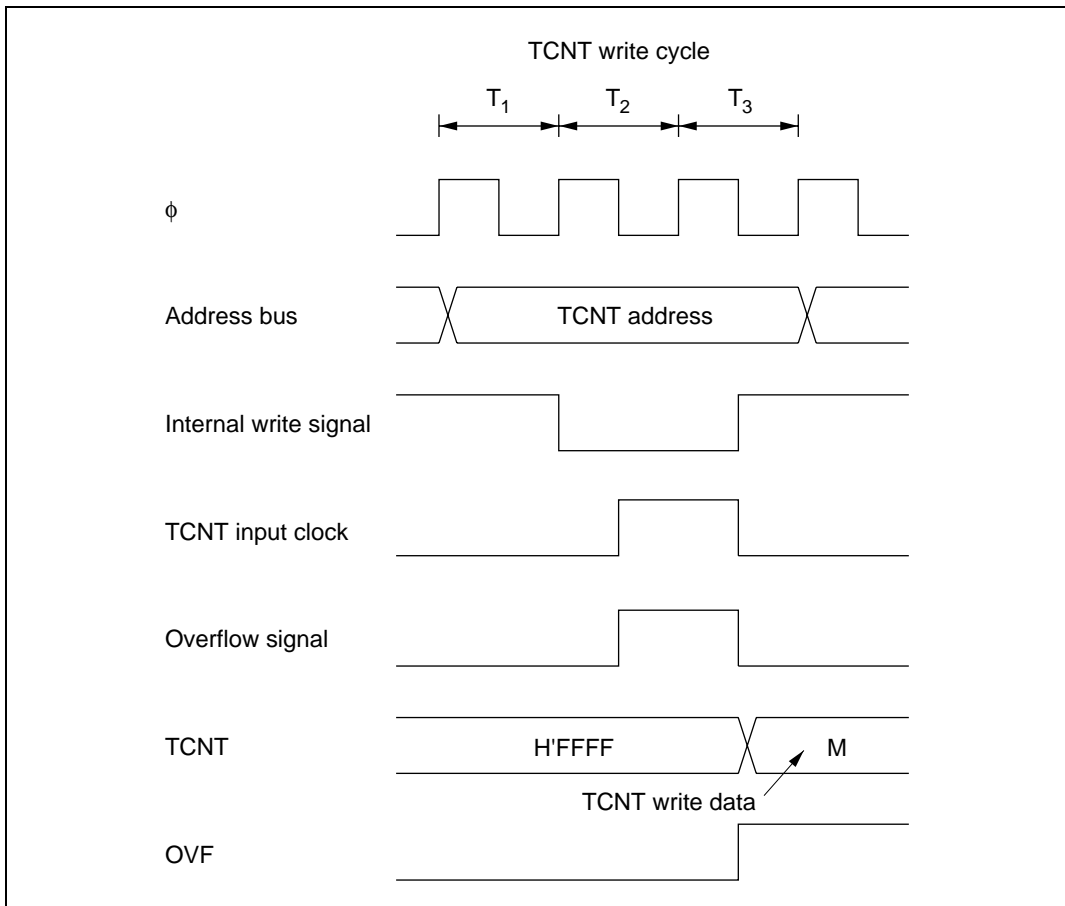 TCNT write cycle
T1 T2 T3
φ
Address bus TCNT address
Internal write signal
TCNT input clock
Overflow signal
TCNT H'FFFF M
TCNT write data
OVF